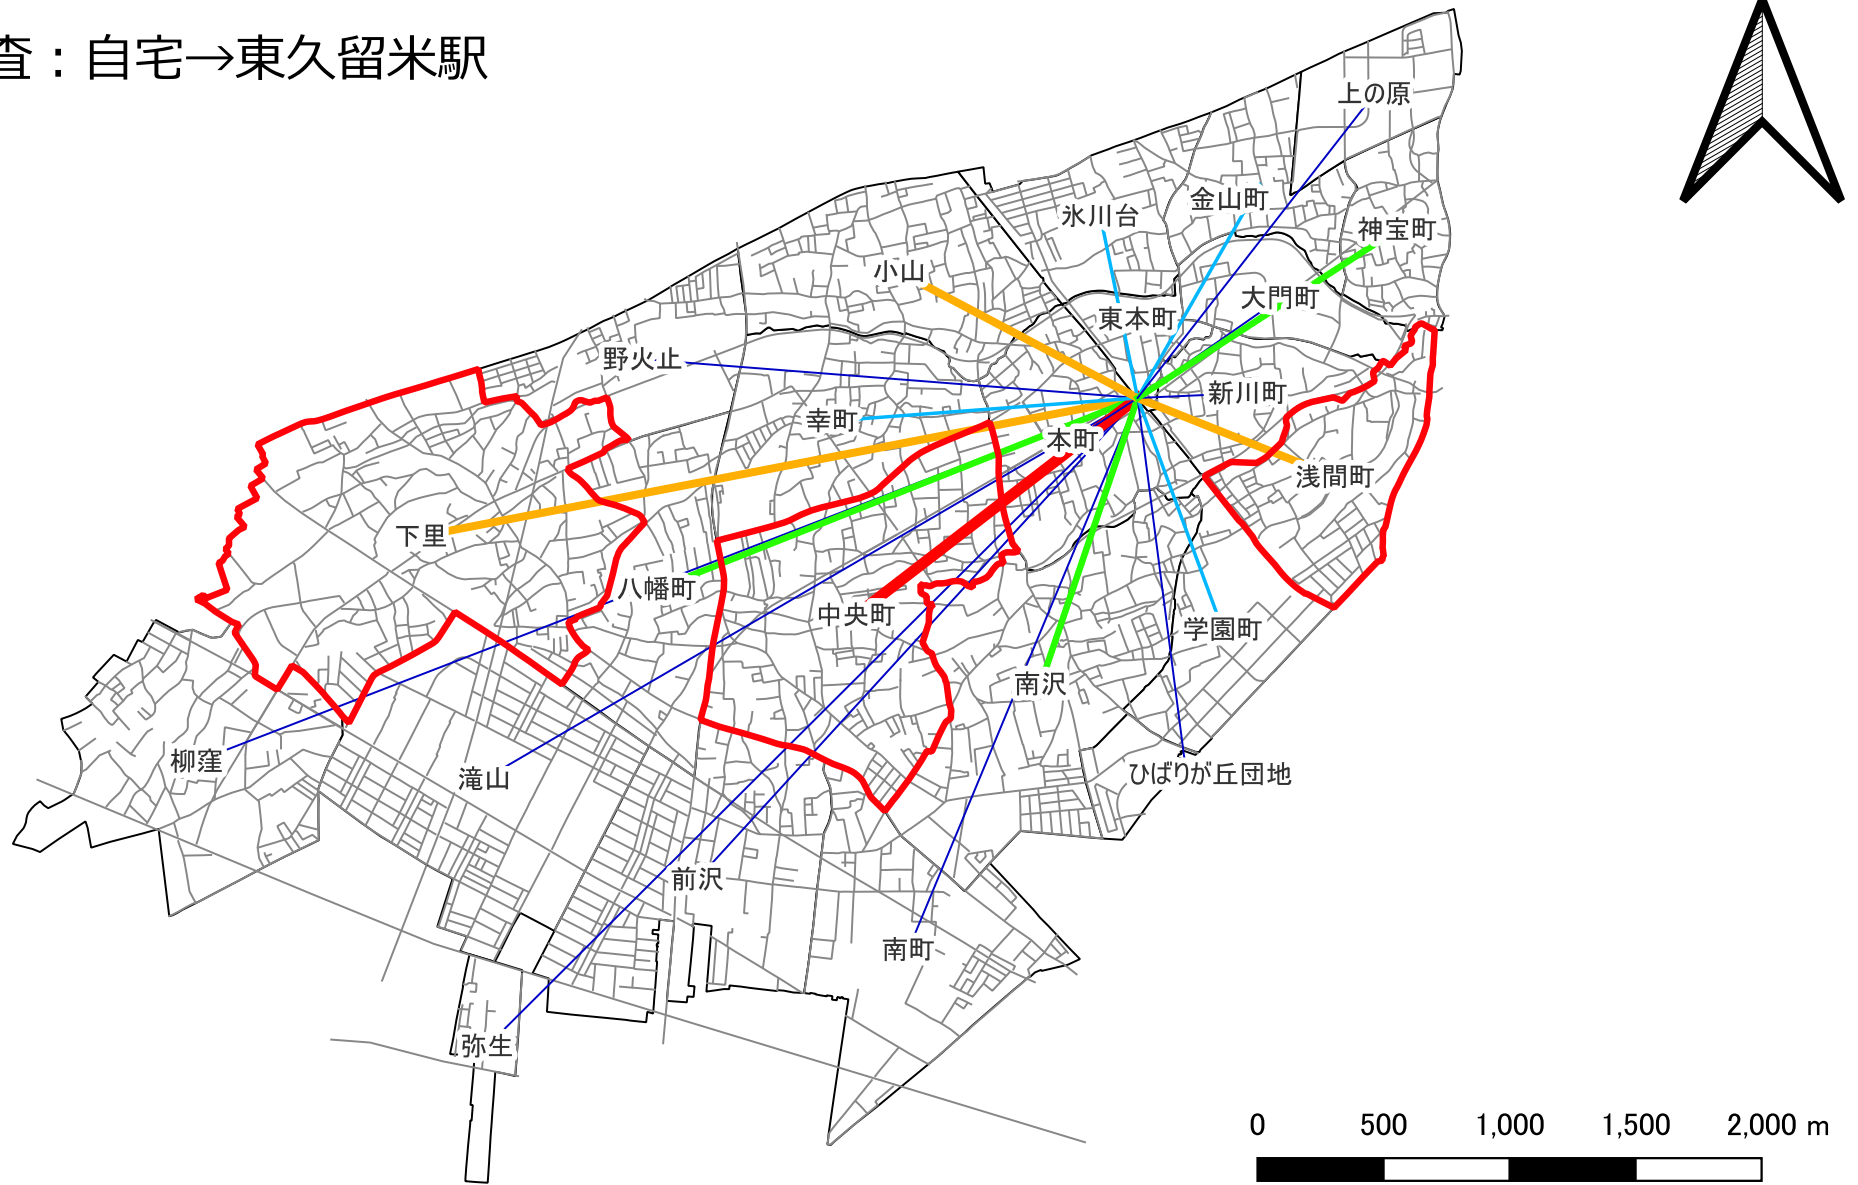 査：自宅→東久留米駅
上の原
金山町
氷川台
神宝町
小山
大門町
東本町
野火止
新川町
幸町
本町
浅間町
下里
八幡町
中央町
学園町
南沢
柳窪
滝山
ひばりが丘団地
前沢
南町
弥生
0 500 1,000 1,500 2,000 m